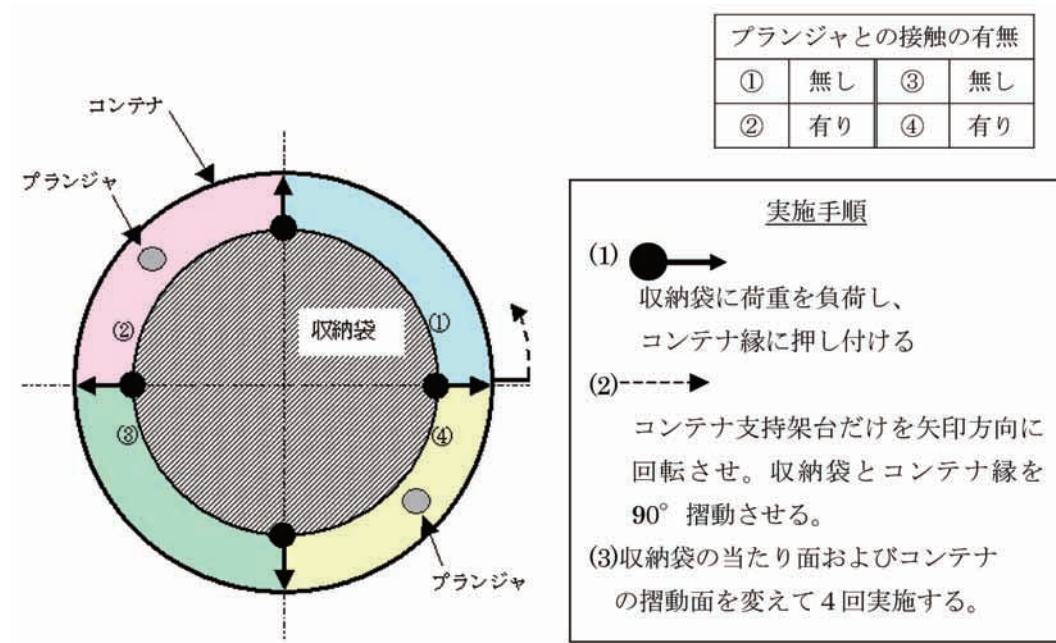 プランジャとの接触の有無
① 無し ③ 無し
② 有り ④ 有り
コンテナ
プランジャ
①
②
収納袋
③
④
プランジャ
実施手順
(1)
収納袋に荷重を負荷し、
コンテナ縁に押し付ける
(2)
コンテナ支持架台だけを矢印方向に
回転させ。収納袋とコンテナ縁を
90° 摺動させる。
(3)収納袋の当たり面およびコンテナ
の摺動面を変えて４回実施する。